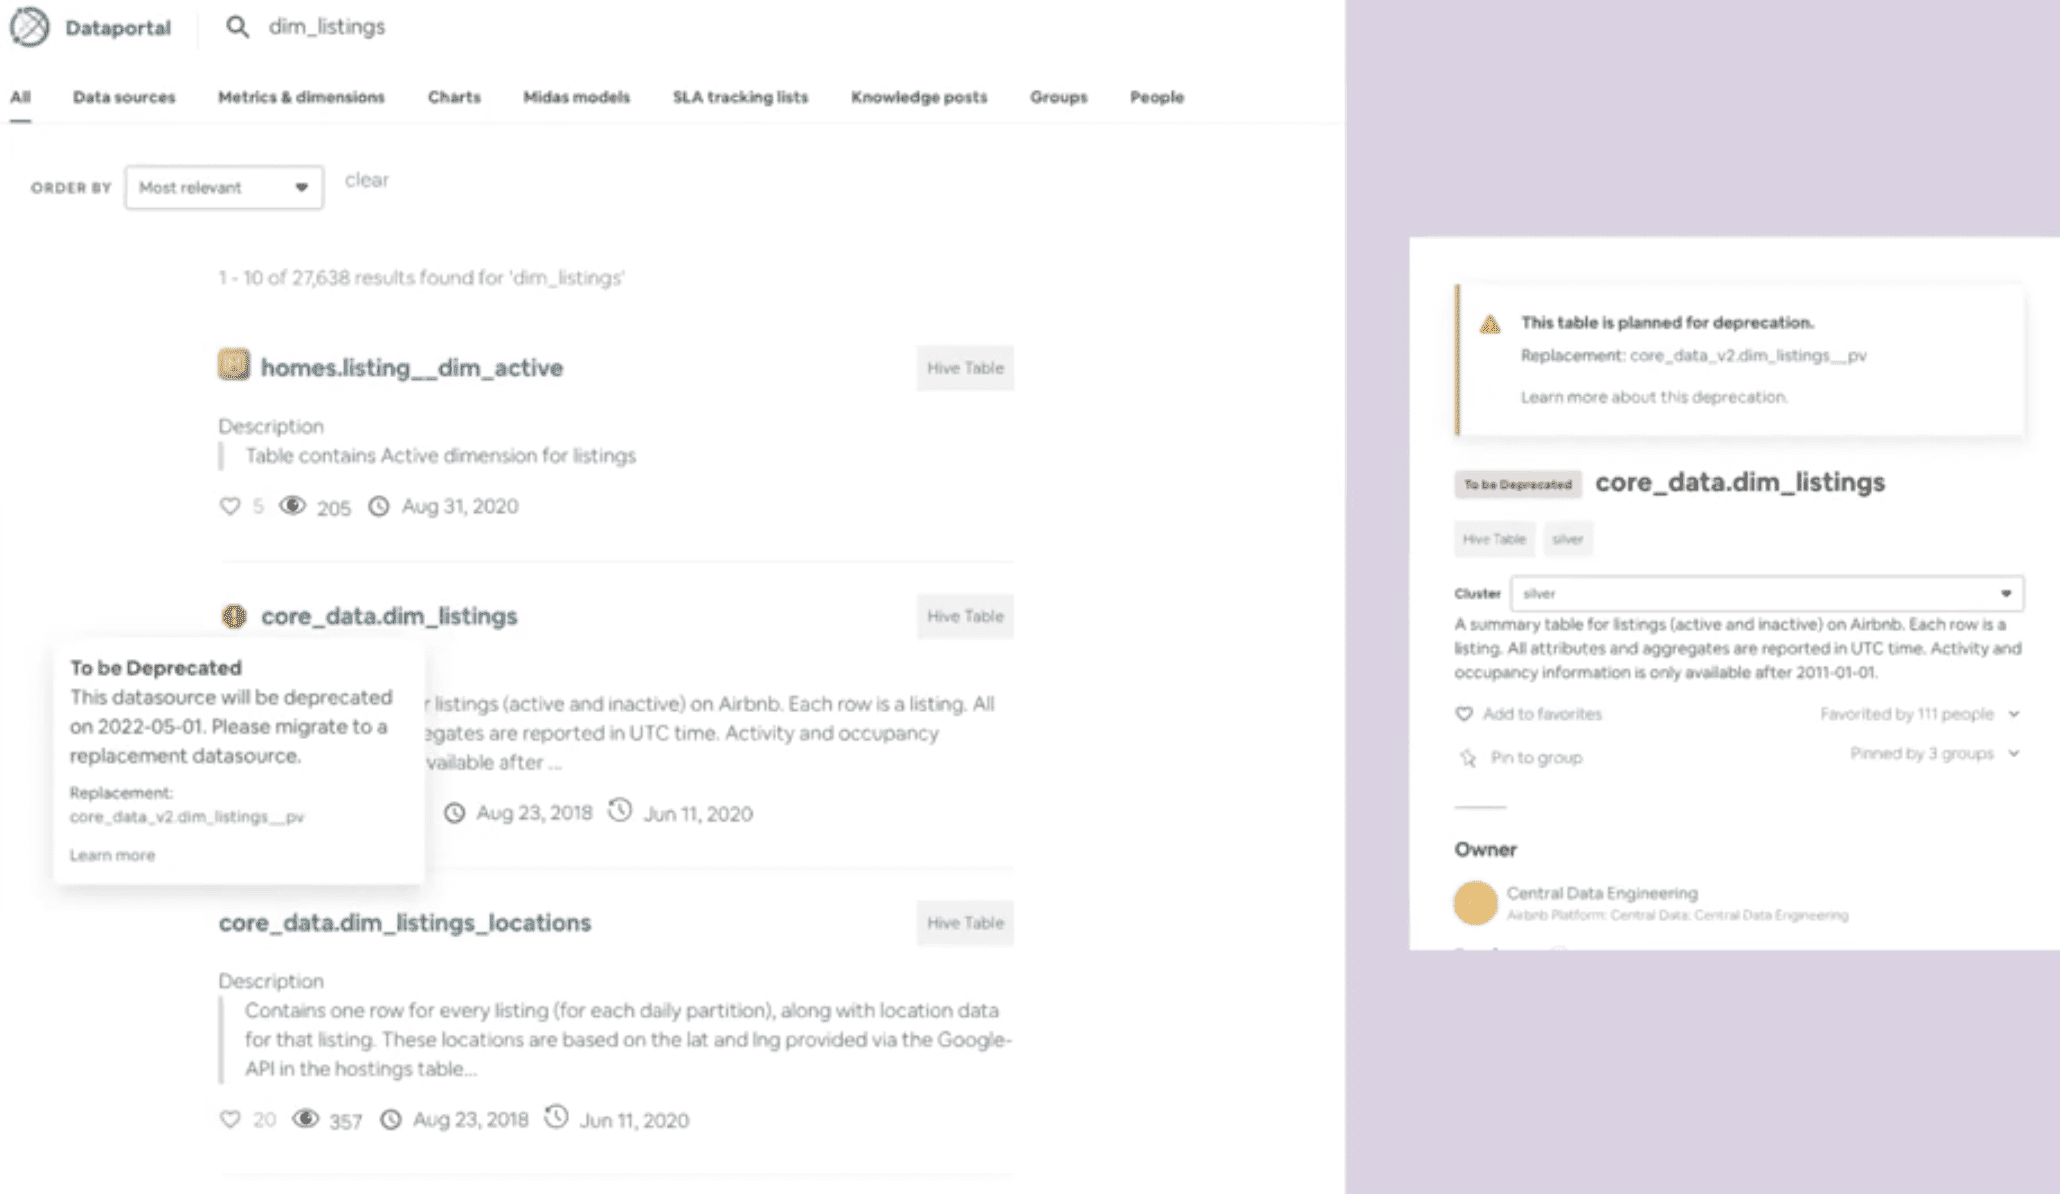 Dataportal
dim_listings
All Data sources Metrics & dimensions Charts Midas models SLA tracking lists Knowledge posts Groups People
ORDER BY Most relevant clear
1 - 10 of 27,638 results found for 'dim_listings'
homes.listing__dim_active Hive Table
Description
Table contains Active dimension for listings
5 205 Aug 31, 2020
core_data.dim_listings Hive Table
To be Deprecated
This datasource will be deprecated
on 2022-05-01. Please migrate to a
replacement datasource.
Replacement:
core_data_v2.dim_listings__pv
Learn more
r listings (active and inactive) on Airbnb. Each row is a listing. All
egates are reported in UTC time. Activity and occupancy
vailable after ...
Aug 23, 2018 Jun 11, 2020
core_data.dim_listings_locations Hive Table
Description
Contains one row for every listing (for each daily partition), along with location data
for that listing. These locations are based on the lat and lng provided via the Google-
API in the hostings table...
20 357 Aug 23, 2018 Jun 11, 2020
This table is planned for deprecation.
Replacement: core_data_v2.dim_listings__pv
Learn more about this deprecation.
To be Deprecated core_data.dim_listings
Hive Table silver
Cluster silver
A summary table for listings (active and inactive) on Airbnb. Each row is a
listing. All attributes and aggregates are reported in UTC time. Activity and
occupancy information is only available after 2011-01-01.
Add to favorites Favorited by 111 people
Pin to group Pinned by 3 groups
Owner
Central Data Engineering
Airbnb Platform: Central Data: Central Data Engineering